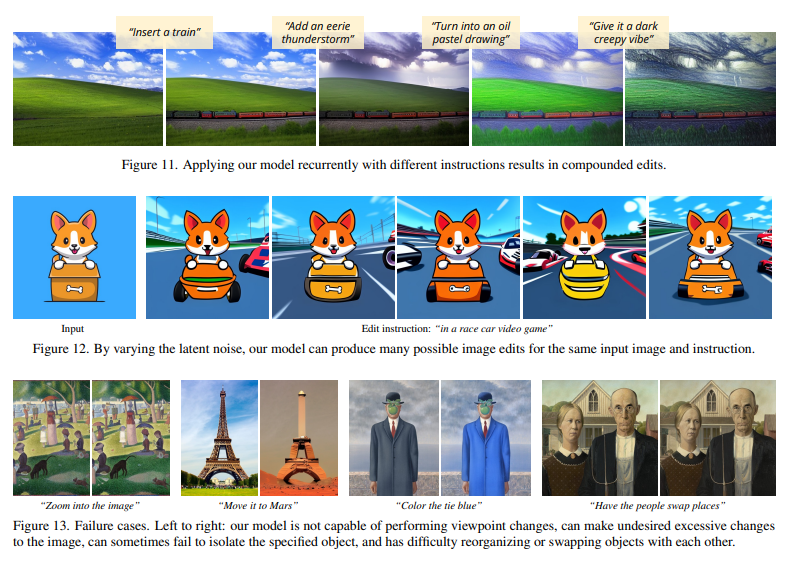 "Insert a train"
"Add an eerie
thunderstorm"
"Turn into an oil
pastel drawing"
"Give it a dark
creepy vibe"
Figure 11. Applying our model recurrently with different instructions results in compounded edits.
Input
Edit instruction: "in a race car video game"
Figure 12. By varying the latent noise, our model can produce many possible image edits for the same input image and instruction.
"Zoom into the image"
"Move it to Mars"
"Color the tie blue"
"Have the people swap places"
Figure 13. Failure cases. Left to right: our model is not capable of performing viewpoint changes, can make undesired excessive changes
to the image, can sometimes fail to isolate the specified object, and has difficulty reorganizing or swapping objects with each other.